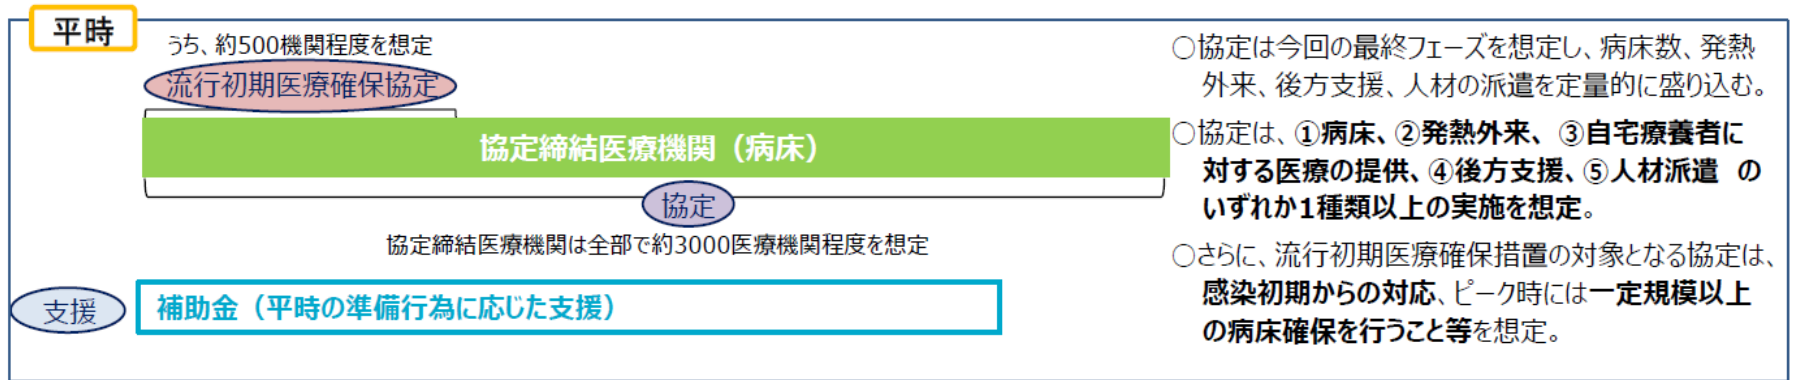 平時
うち、約500機関程度を想定
流行初期医療確保協定
協定締結医療機関（病床）
協定
協定締結医療機関は全部で約3000医療機関程度を想定
支援
補助金（平時の準備行為に応じた支援）
○協定は今回の最終フェーズを想定し、病床数、発熱
外来、後方支援、人材の派遣を定量的に盛り込む。
○協定は、①病床、②発熱外来、③自宅療養者に
対する医療の提供、④後方支援、⑤人材派遣　の
いずれか1種類以上の実施を想定。
○さらに、流行初期医療確保措置の対象となる協定は、
感染初期からの対応、ピーク時には一定規模以上
の病床確保を行うこと等を想定。